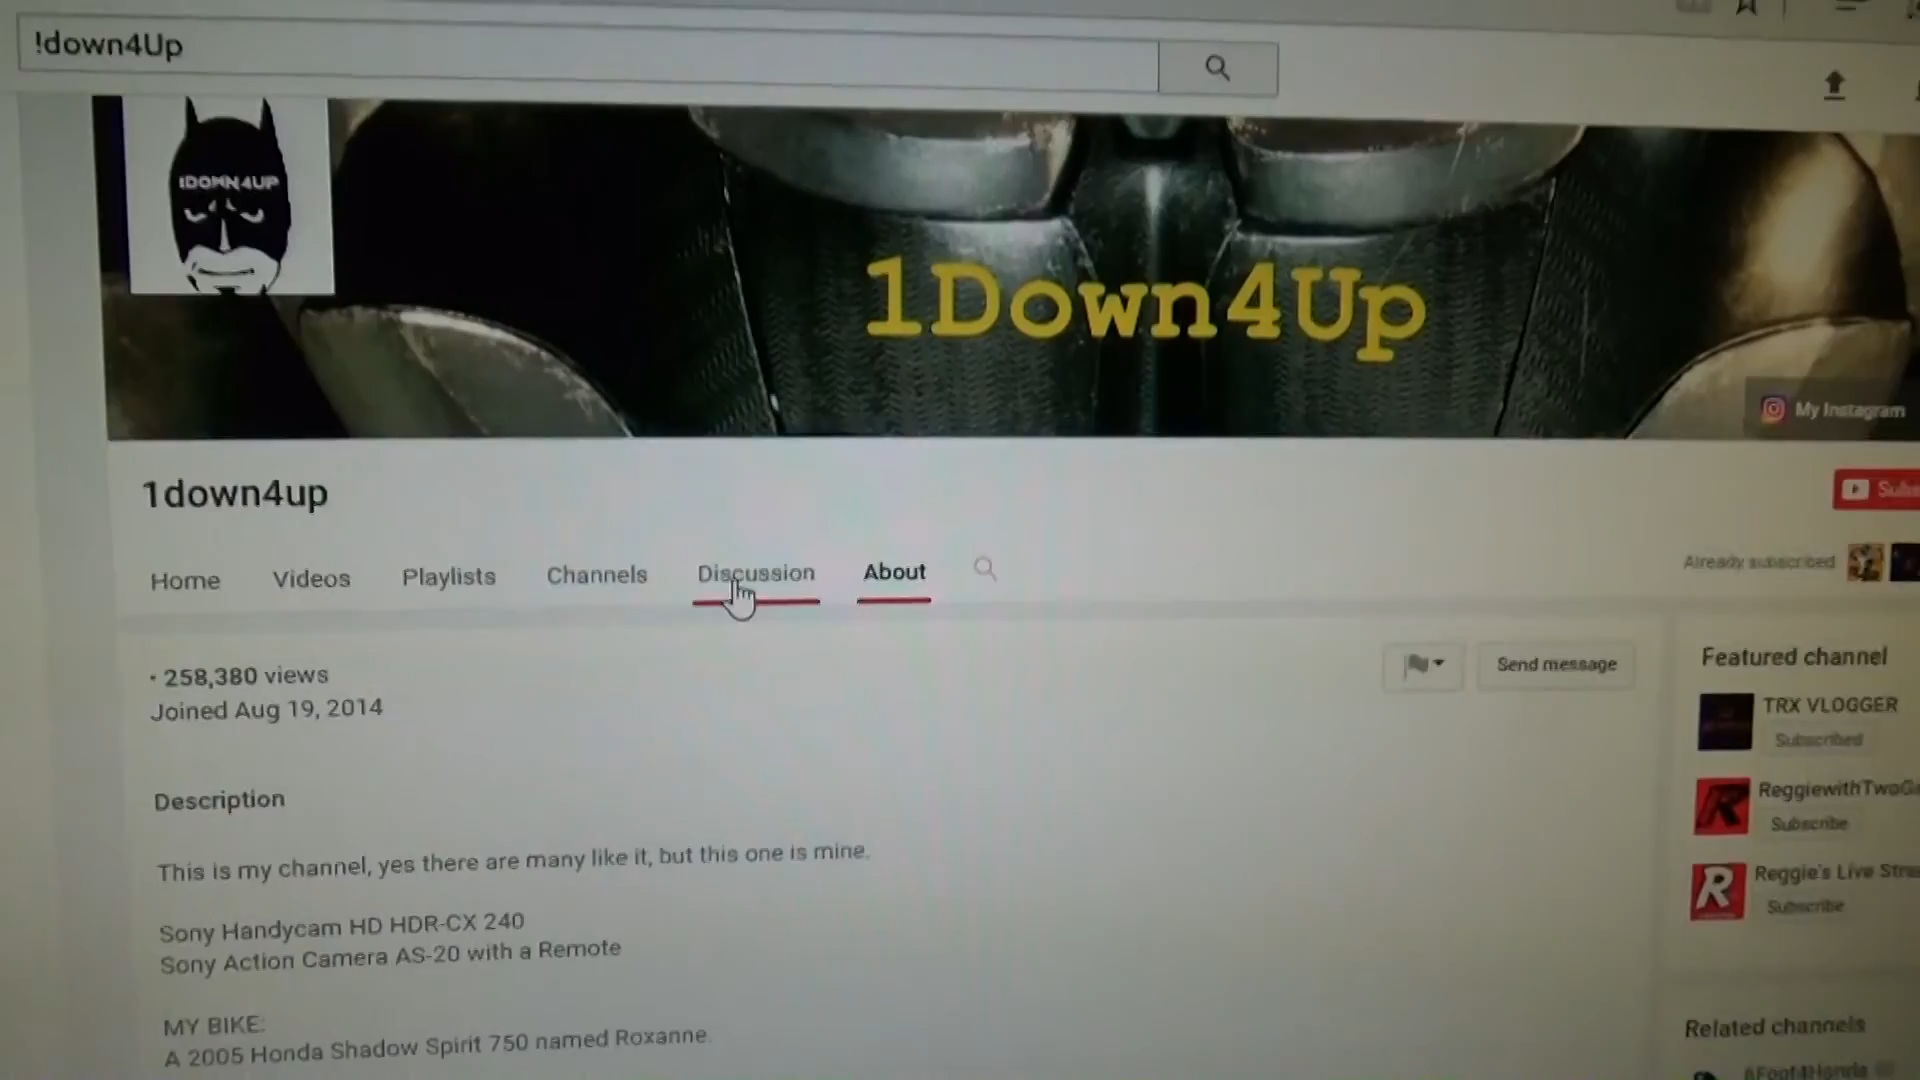 !down4Up
1DOWN4UP
1Down4Up
My Instagram
1down4up
Home Videos Playlists Channels Discussion About
Already subscribed
258,380 views
Joined Aug 19, 2014
Send message
Featured channel
TRX VLOGGER
Subscribed
Subscribe
Reggie's Live
Subscribe
Description
This is my channel, yes there are many like it, but this one is mine.
Sony Handycam HD HDR-CX 240
Sony Action Camera AS-20 with a Remote
MY BIKE:
A 2005 Honda Shadow Spirit 750 named Roxanne.
Related channels